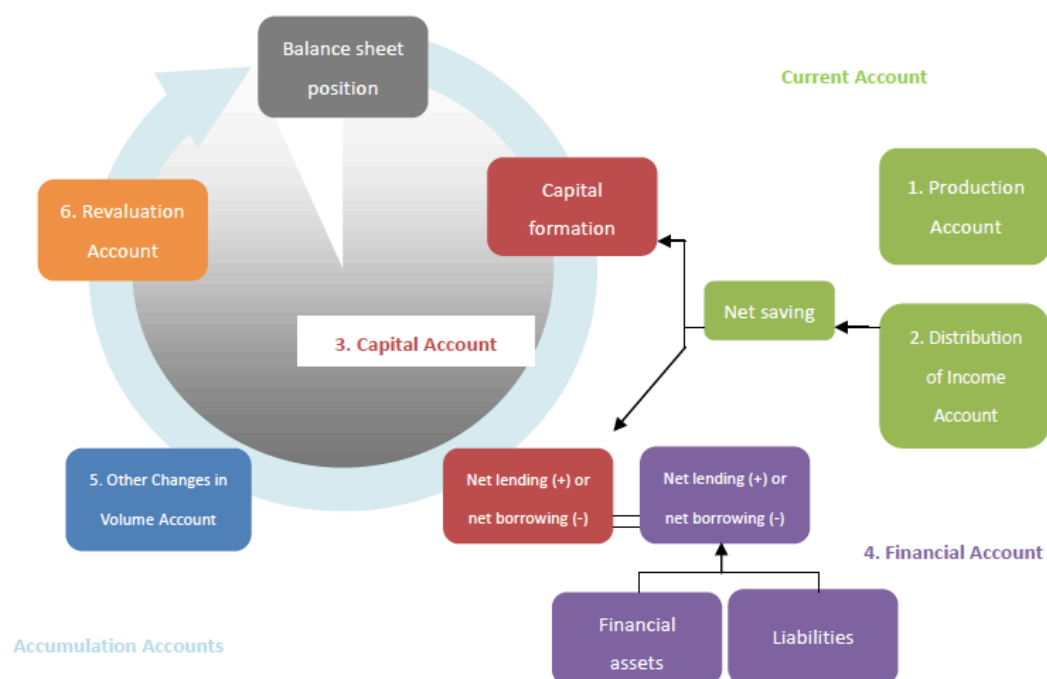 Balance sheet
position
Current Account
Capital
formation
1. Production
Account
6. Revaluation
Account
Net saving
3. Capital Account
2. Distribution
of Income
Account
5. Other Changes in
Volume Account
Net lending (+) or
net borrowing (-)
Net lending (+) or
net borrowing (-)
4. Financial Account
Financial
assets
Liabilities
Accumulation Accounts